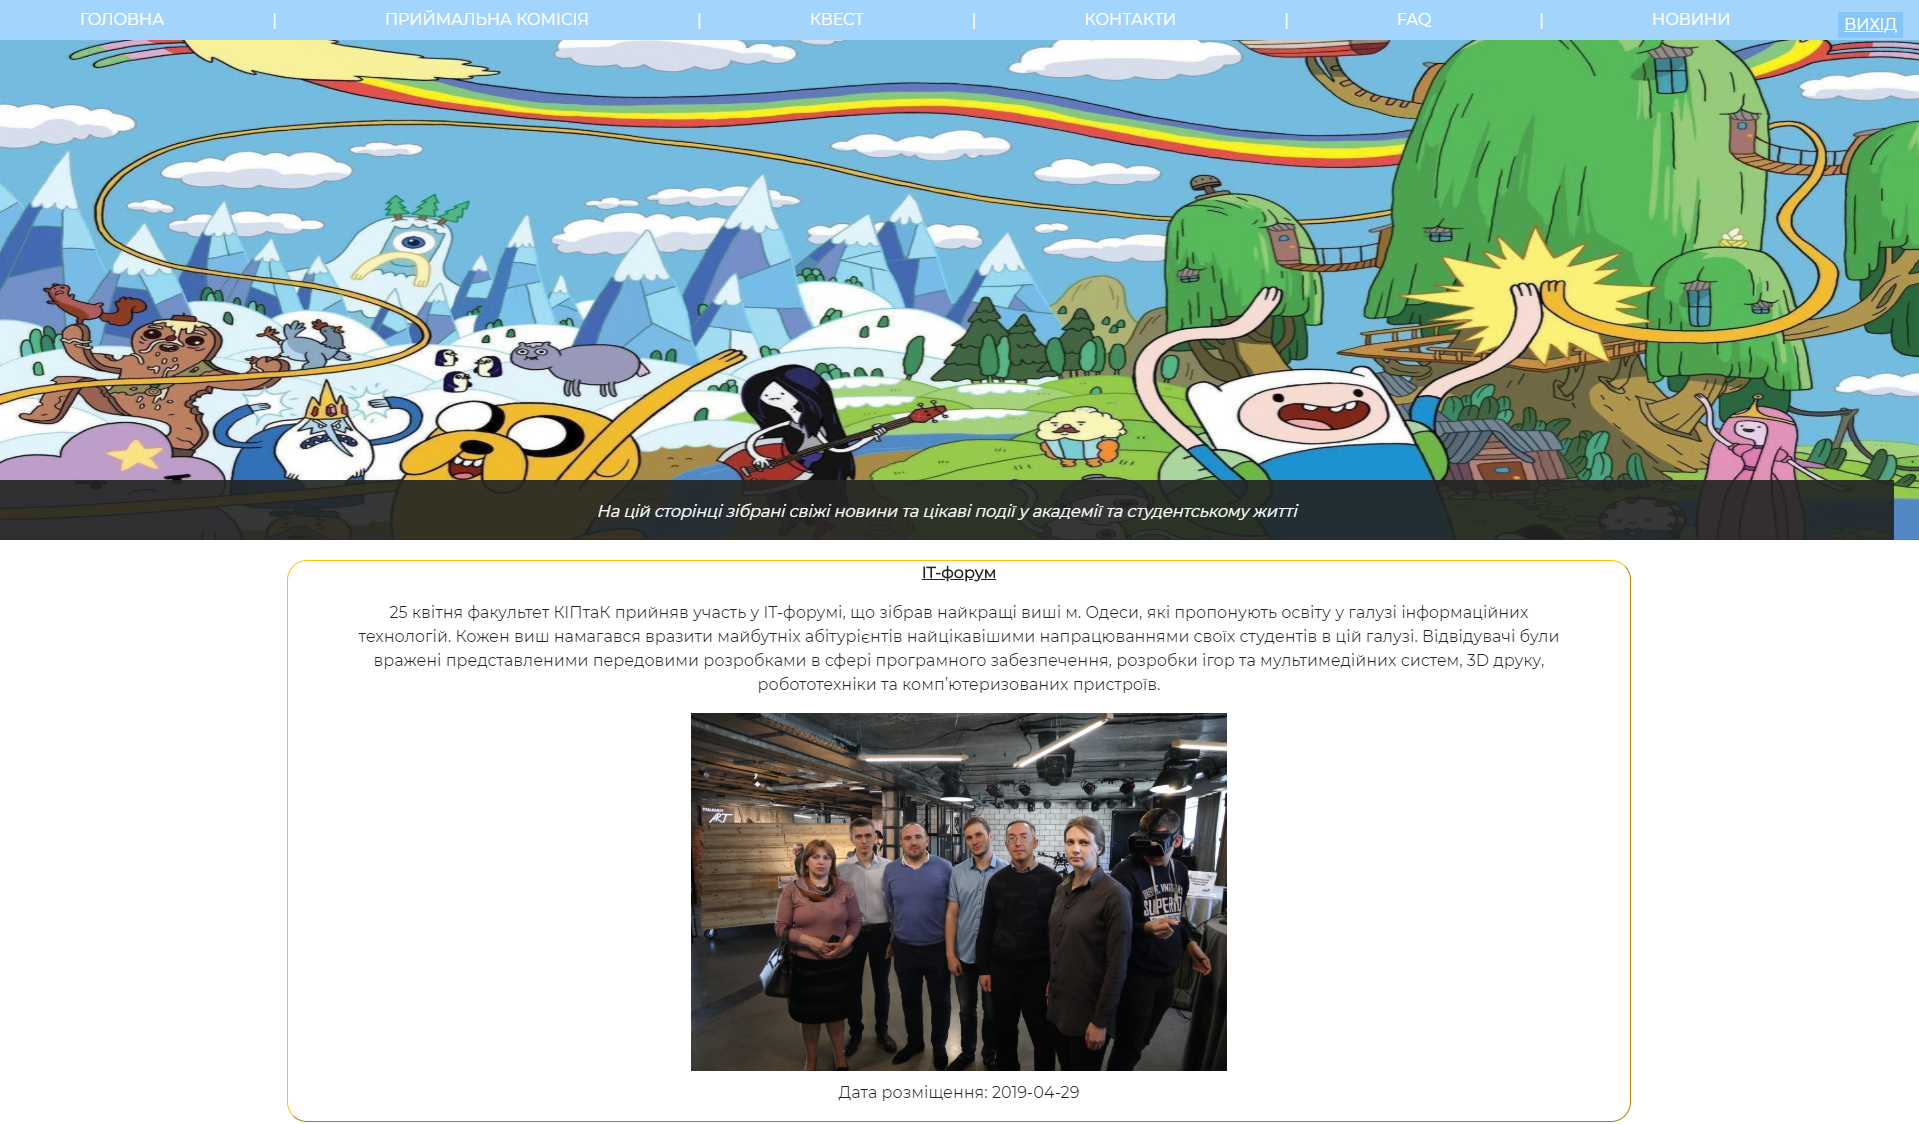 ГОЛОВНА | ПРИЙМАЛЬНА КОМІСІЯ | КВЕСТ | КОНТАКТИ | FAQ | НОВИНИ ВИХІД
На цій сторінці зібрані свіжі новини та цікаві події у академії та студентському житті
ІТ-форум
25 квітня факультет КІПтаК прийняв участь у ІТ-форумі, що зібрав найкращі виші м. Одеси, які пропонують освіту у галузі інформаційних
технологій. Кожен виш намагався вразити майбутніх абітурієнтів найцікавішими напрацюваннями своїх студентів в цій галузі. Відвідувачі були
вражені представленими передовими розробками в сфері програмного забезпечення, розробки ігор та мультимедійних систем, 3D друку,
робототехніки та комп’ютеризованих пристроїв.
ART
Дата розміщення: 2019-04-29